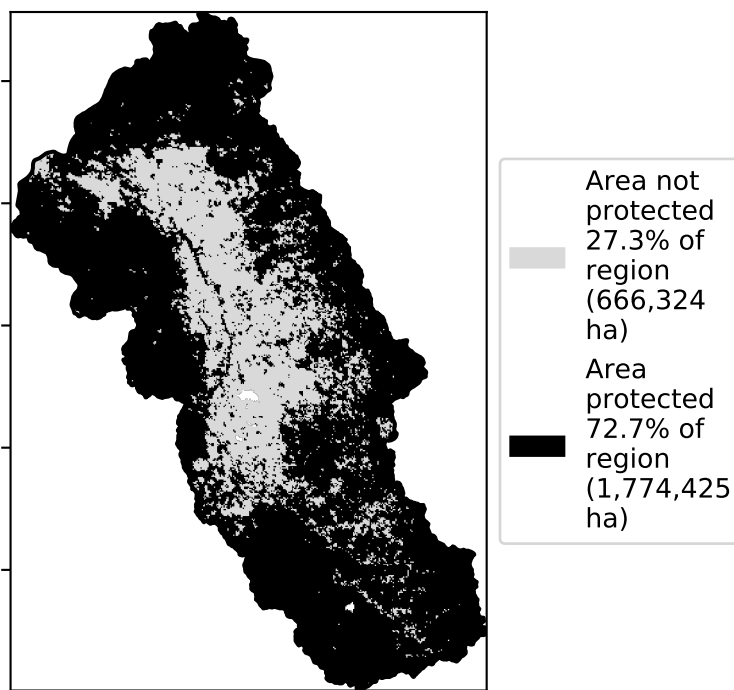 Area not
protected
27.3% of
region
(666,324
ha)
Area
protected
72.7% of
region
(1,774,425
ha)